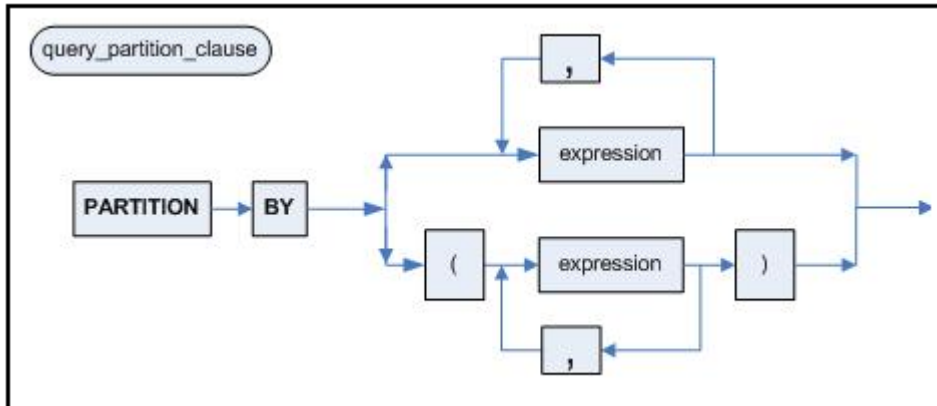 query_partition_clause
,
expression
PARTITION BY
( expression )
,